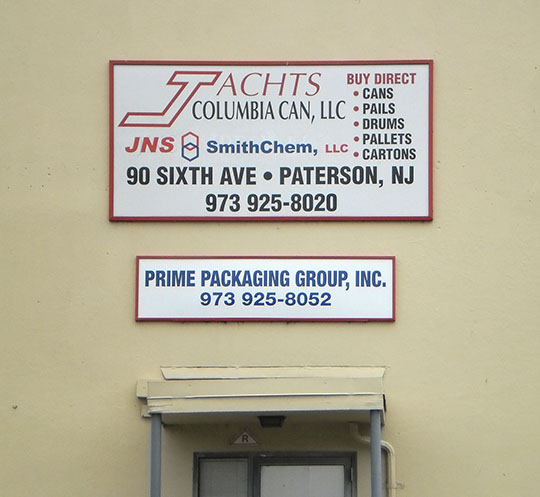 JACHTS
COLUMBIA CAN, LLC
JNS SmithChem, LLC
BUY DIRECT
• CANS
• PAILS
• DRUMS
• PALLETS
• CARTONS
90 SIXTH AVE • PATERSON, NJ
973 925-8020
PRIME PACKAGING GROUP, INC.
973 925-8052
R